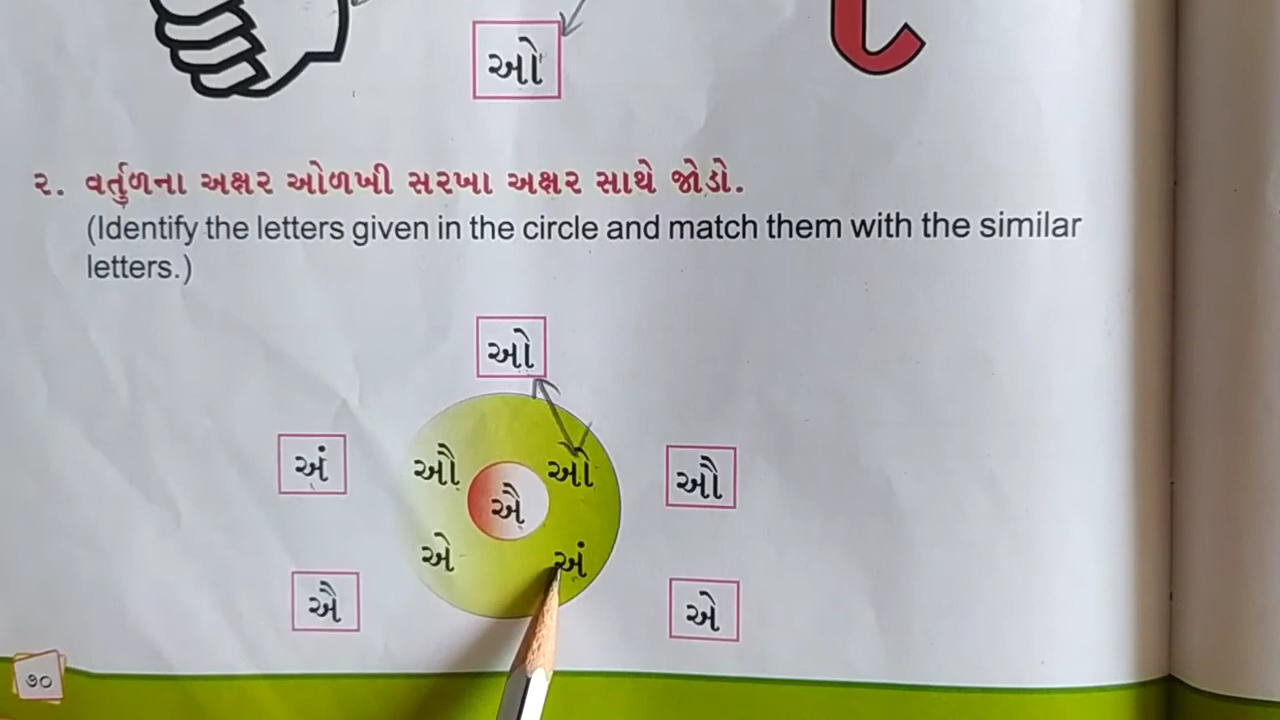 ઓ
૨. વર્તુળના અક્ષર ઓળખી સરખા અક્ષર સાથે જોડો.
(Identify the letters given in the circle and match them with the similar
letters.)
ઓ
અં ઔ ઓ ઔ
ઐ
એ અં
ઐ એ
૭૦